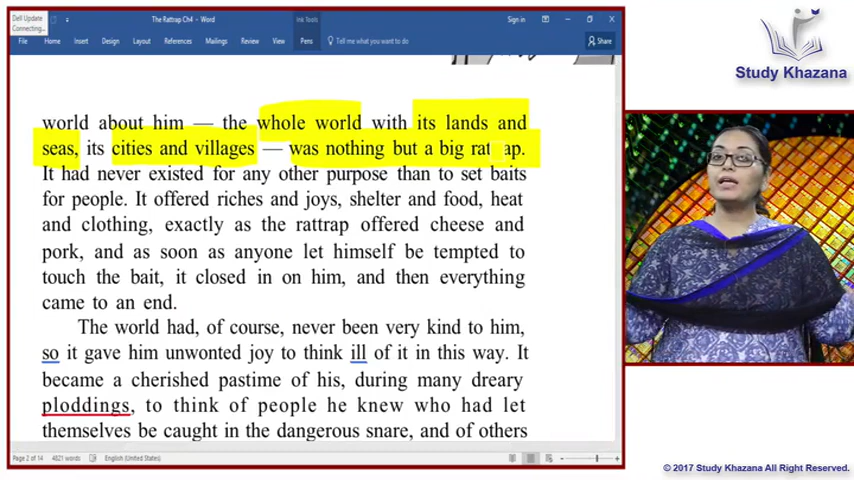 Dell Update
Connecting...
The Rattrap Ch4 - Word
Ink Tools
Sign in
File Home Insert Design Layout References Mailings Review View Pens Tell me what you want to do Share
world about him — the whole world with its lands and
seas, its cities and villages — was nothing but a big rattrap.
It had never existed for any other purpose than to set baits
for people. It offered riches and joys, shelter and food, heat
and clothing, exactly as the rattrap offered cheese and
pork, and as soon as anyone let himself be tempted to
touch the bait, it closed in on him, and then everything
came to an end.
The world had, of course, never been very kind to him,
so it gave him unwonted joy to think ill of it in this way. It
became a cherished pastime of his, during many dreary
ploddings, to think of people he knew who had let
themselves be caught in the dangerous snare, and of others
Page 2 of 14 4821 words English (United States)
Study Khazana
© 2017 Study Khazana All Right Reserved.